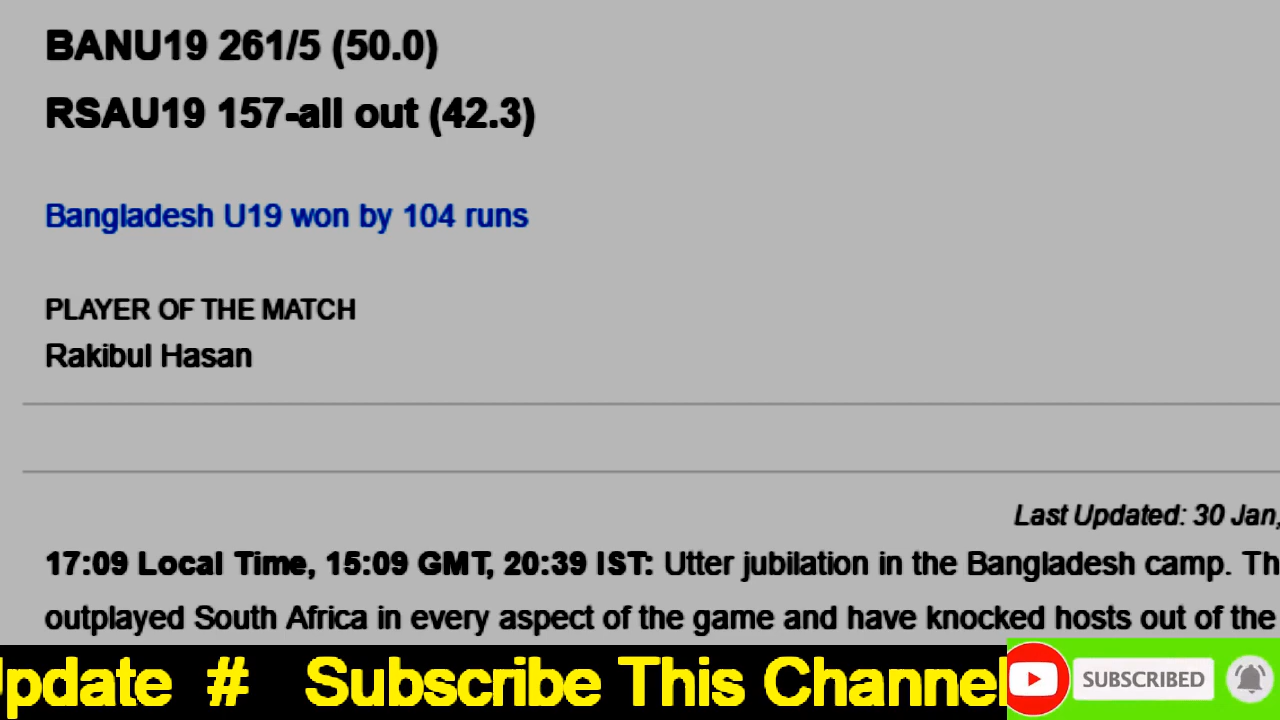 BANU19 261/5 (50.0)
RSAU19 157-all out (42.3)
Bangladesh U19 won by 104 runs
PLAYER OF THE MATCH
Rakibul Hasan
Last Updated: 30 Jan,
17:09 Local Time, 15:09 GMT, 20:39 IST: Utter jubilation in the Bangladesh camp. Th
outplayed South Africa in every aspect of the game and have knocked hosts out of the
Update # Subscribe This Channel
SUBSCRIBED